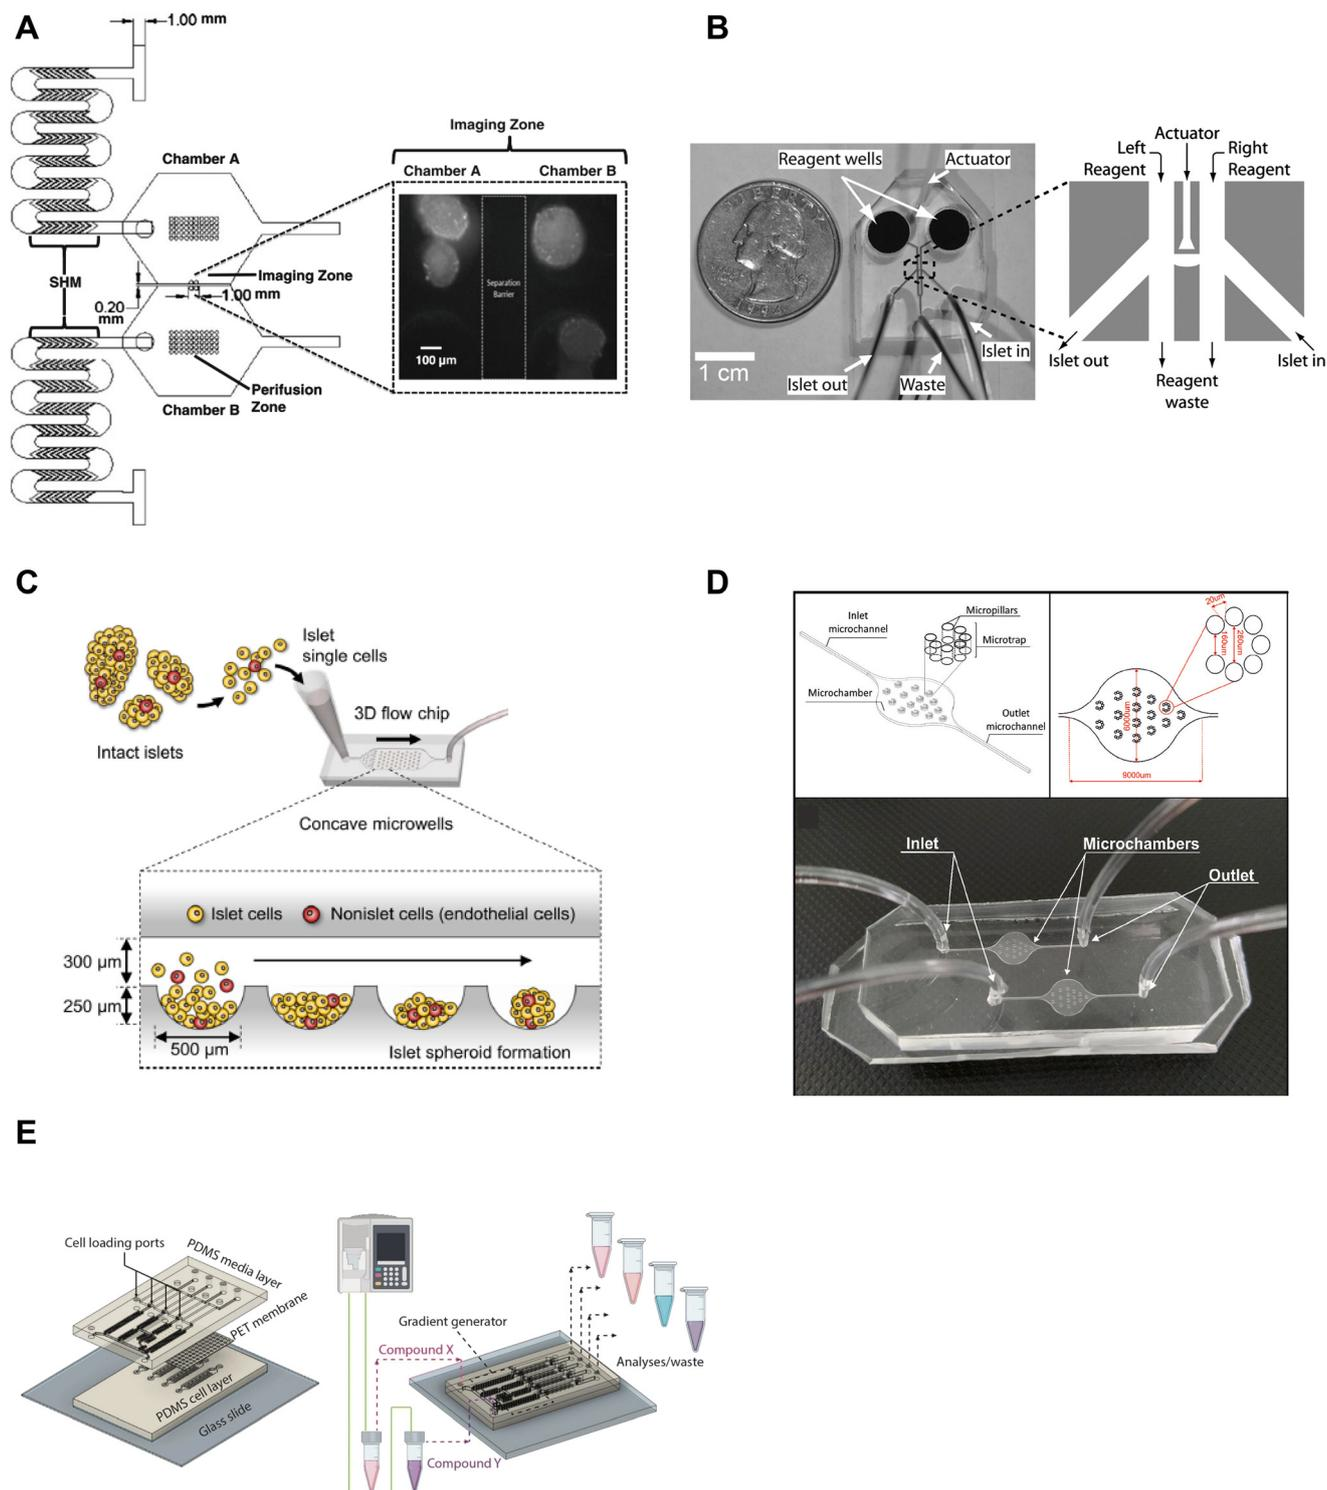 A
1.00 mm
Chamber A
Imaging Zone
Chamber A
Chamber B
Separation
Barrier
100 µm
SHM
Imaging Zone
1.00 mm
0.20
mm
Perifusion
Zone
Chamber B
B
Reagent wells
Actuator
1 cm
Islet out
Waste
Islet in
Actuator
Left
Reagent
Right
Reagent
Islet out
Islet in
Reagent
waste
C
Islet
single cells
3D flow chip
Intact islets
Concave microwells
Islet cells
Nonislet cells (endothelial cells)
300 µm
250 µm
500 µm
Islet spheroid formation
D
Inlet
microchannel
Micropillars
Microtrap
Microchamber
Outlet
microchannel
20um
160um
280um
6000um
9000um
Inlet
Microchambers
Outlet
E
Cell loading ports
PDMS media layer
PET membrane
PDMS cell layer
Glass slide
Gradient generator
Compound X
Analyses/waste
Compound Y